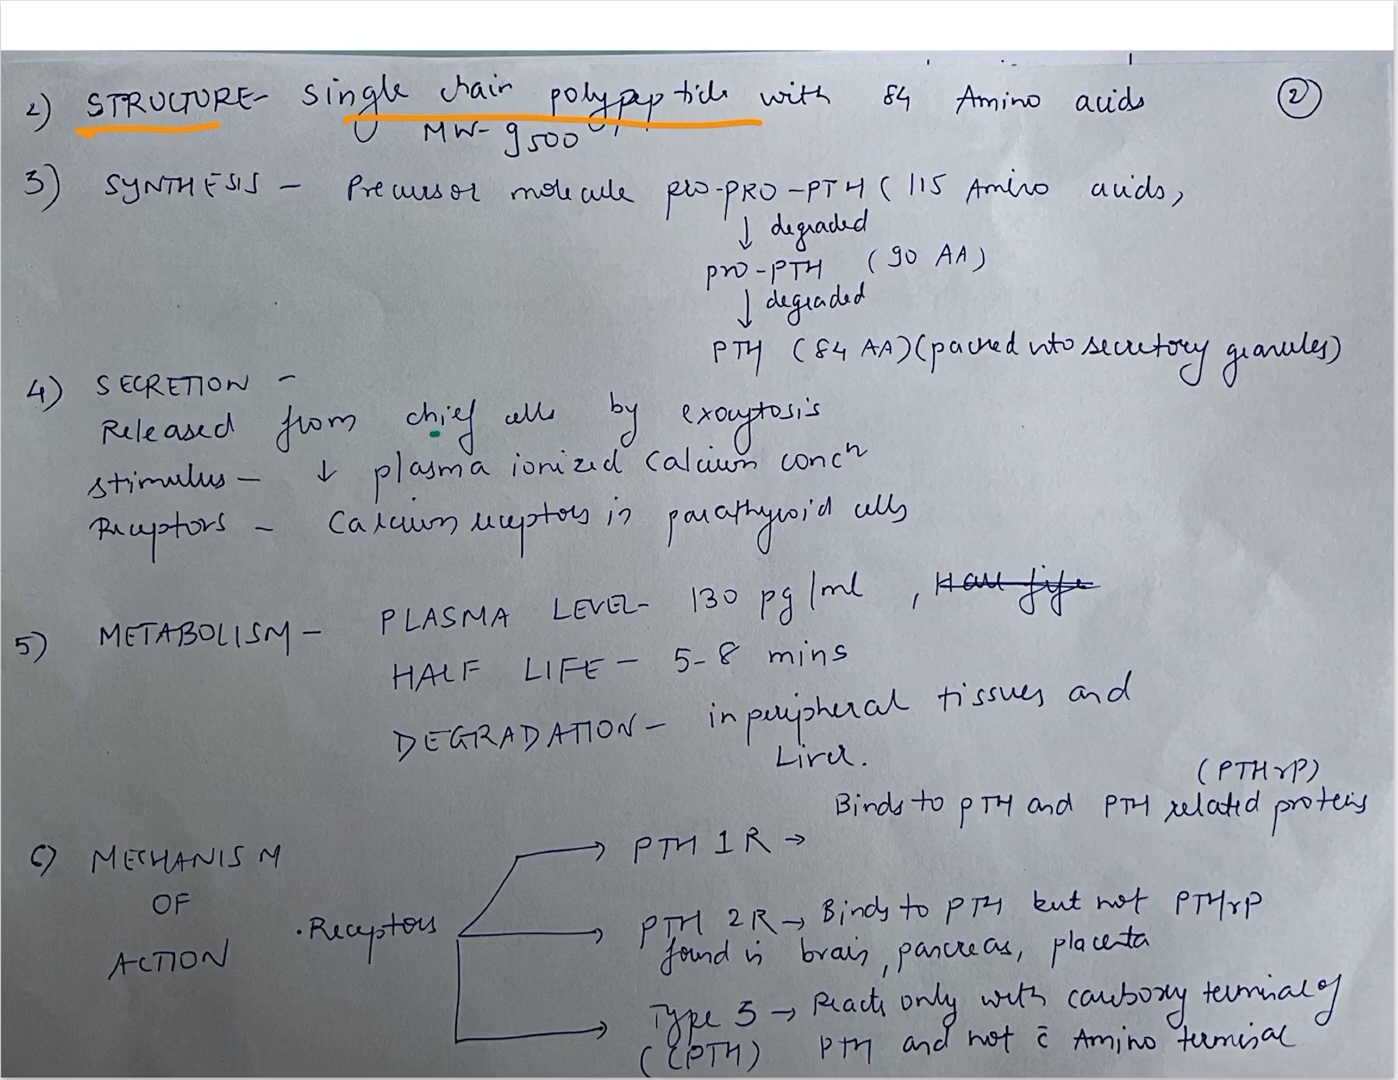 2) STRUCTURE- Single chain polypeptide with 84 Amino acids ②
MW- 9500
3) SYNTHESIS - Precursor molecule pre-PRO-PTH ( 115 Amino acids,
↓ degraded
pro-PTH (90 AA)
↓ degraded
PTH (84 AA) (packed into secretory granules)
4) SECRETION -
Released from chief cells by exocytosis
stimulus - ↓ plasma ionized Calcium concn
Receptors - Calcium receptors in parathyroid cells
5) METABOLISM - PLASMA LEVEL- 130 pg/ml , Half life
HALF LIFE - 5-8 mins
DEGRADATION - in peripheral tissues and
Liver.
(PTHrP)
Binds to PTH and PTH related proteins
6) MECHANISM OF ACTION
. Receptors
PTH 1R →
PTH 2R → Binds to PTH but not PTHrP
found in brain, pancreas, placenta
Type 3 → Reacts only with carboxy terminal of
(CPTH) PTH and not c̄ Amino terminal